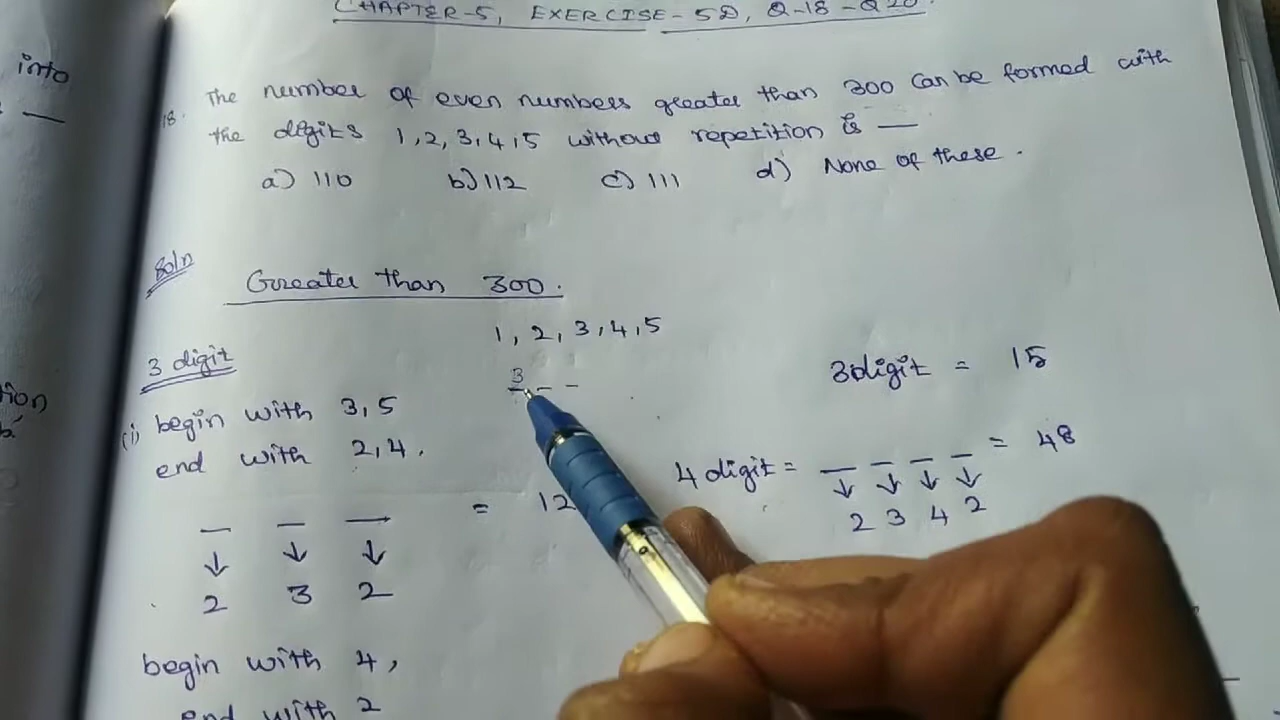 CHAPTER-5, EXERCISE-5D, Q-18-Q20.
into
18. The number of even numbers greater than 300 can be formed with
the digits 1,2,3,4,5 without repetition is —
a) 110 b) 112 c) 111 d) None of these.
Soln
Greater than 300.
1, 2, 3, 4, 5
3 digit
3 _ _
3digit = 15
(i) begin with 3, 5
end with 2, 4.
4 digit = _ _ _ _ = 48
↓ ↓ ↓ ↓
2 3 4 2
_ _ _ = 12
↓ ↓ ↓
2 3 2
begin with 4,
end with 2